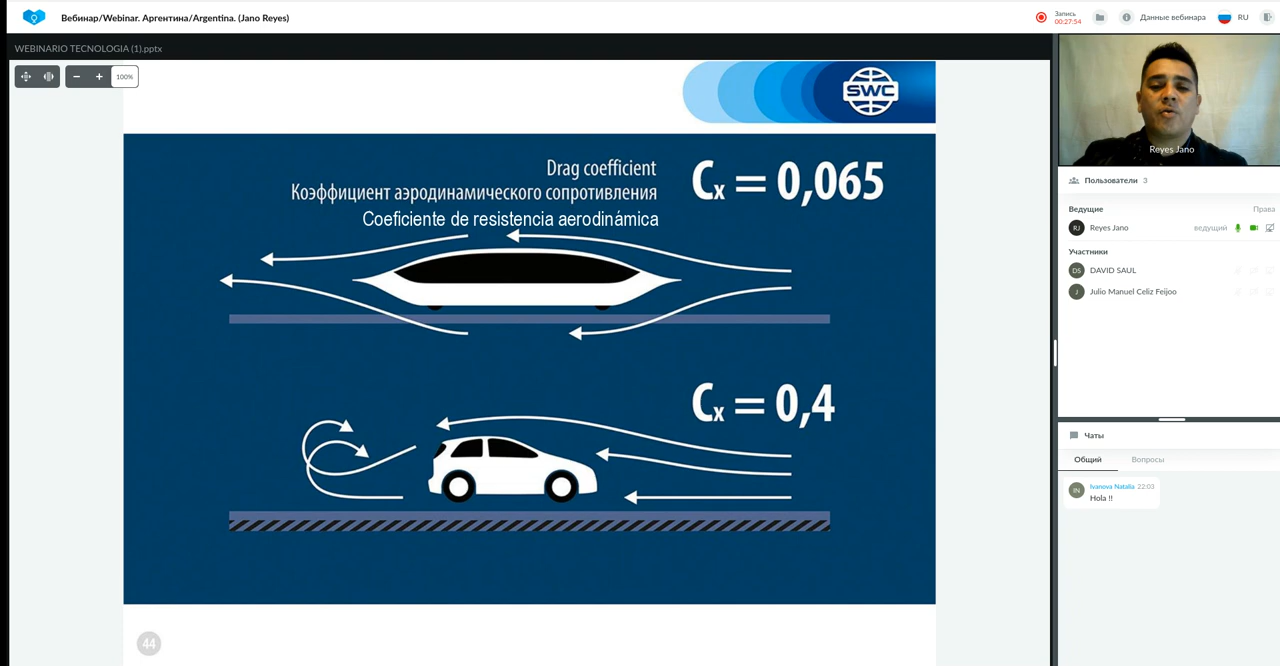 Вебинар/Webinar. Аргентина/Argentina. (Jano Reyes)
Запись
00:27:54
Данные вебинара
RU
WEBINARIO TECNOLOGIA (1).pptx
100%
SWC
Drag coefficient
Коэффициент аэродинамического сопротивления
Coeficiente de resistencia aerodinámica
Cx = 0,065
Cx = 0,4
44
Reyes Jano
Пользователи 3
Ведущие Права
RJ Reyes Jano ведущий
Участники
DS DAVID SAUL
J Julio Manuel Celiz Feijoo
Чаты
Общий Вопросы
IN Ivanova Natalia 22:03
Hola !!